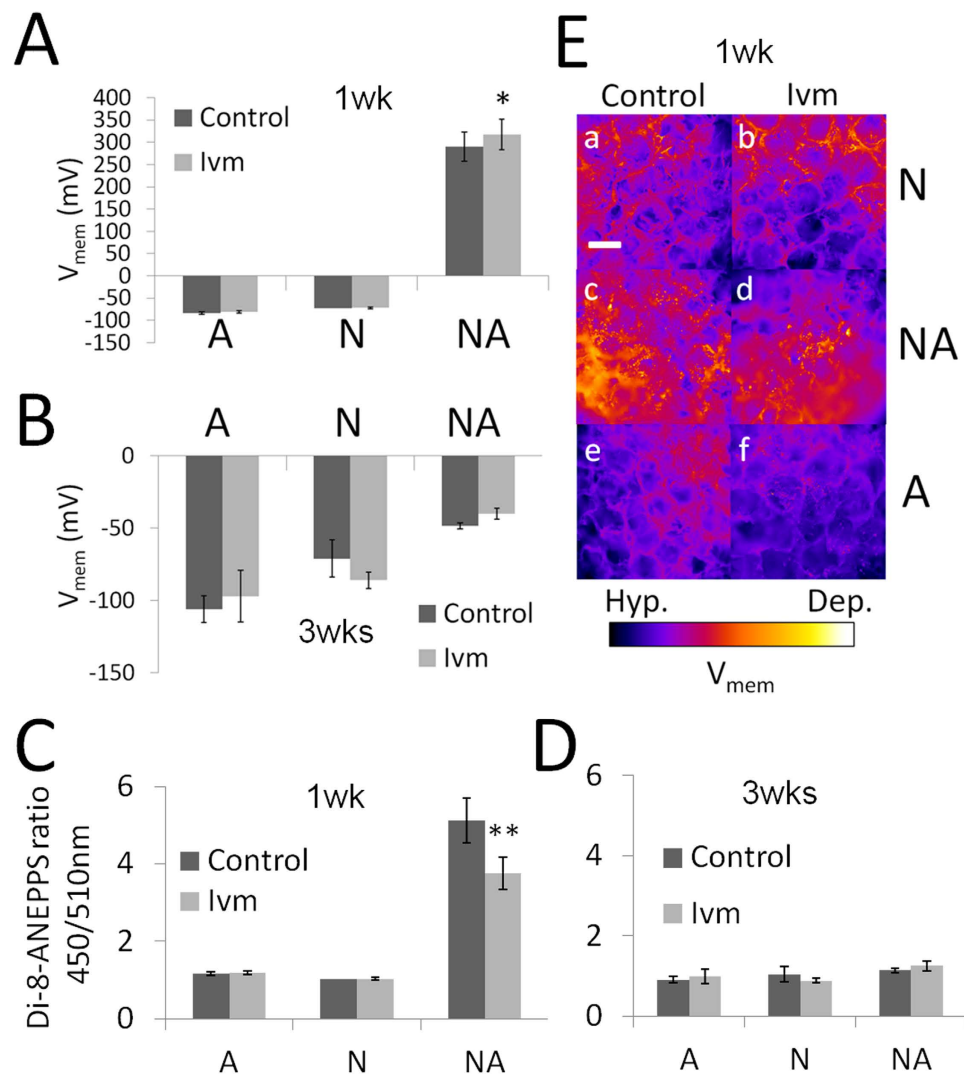 A
1wk
400
350
300
250
200
150
100
50
0
-50
-100
-150
Vmem (mV)
Control
Ivm
*
A N NA
B
A N NA
0
-50
-100
-150
Vmem (mV)
3wks
Control
Ivm
C
1wk
6
4
2
0
Di-8-ANEPPS ratio
450/510nm
Control
Ivm
**
A N NA
D
3wks
6
5
4
3
2
1
0
Control
Ivm
A N NA
E
1wk
Control Ivm
a b N
c d NA
e f A
Hyp. Dep.
Vmem